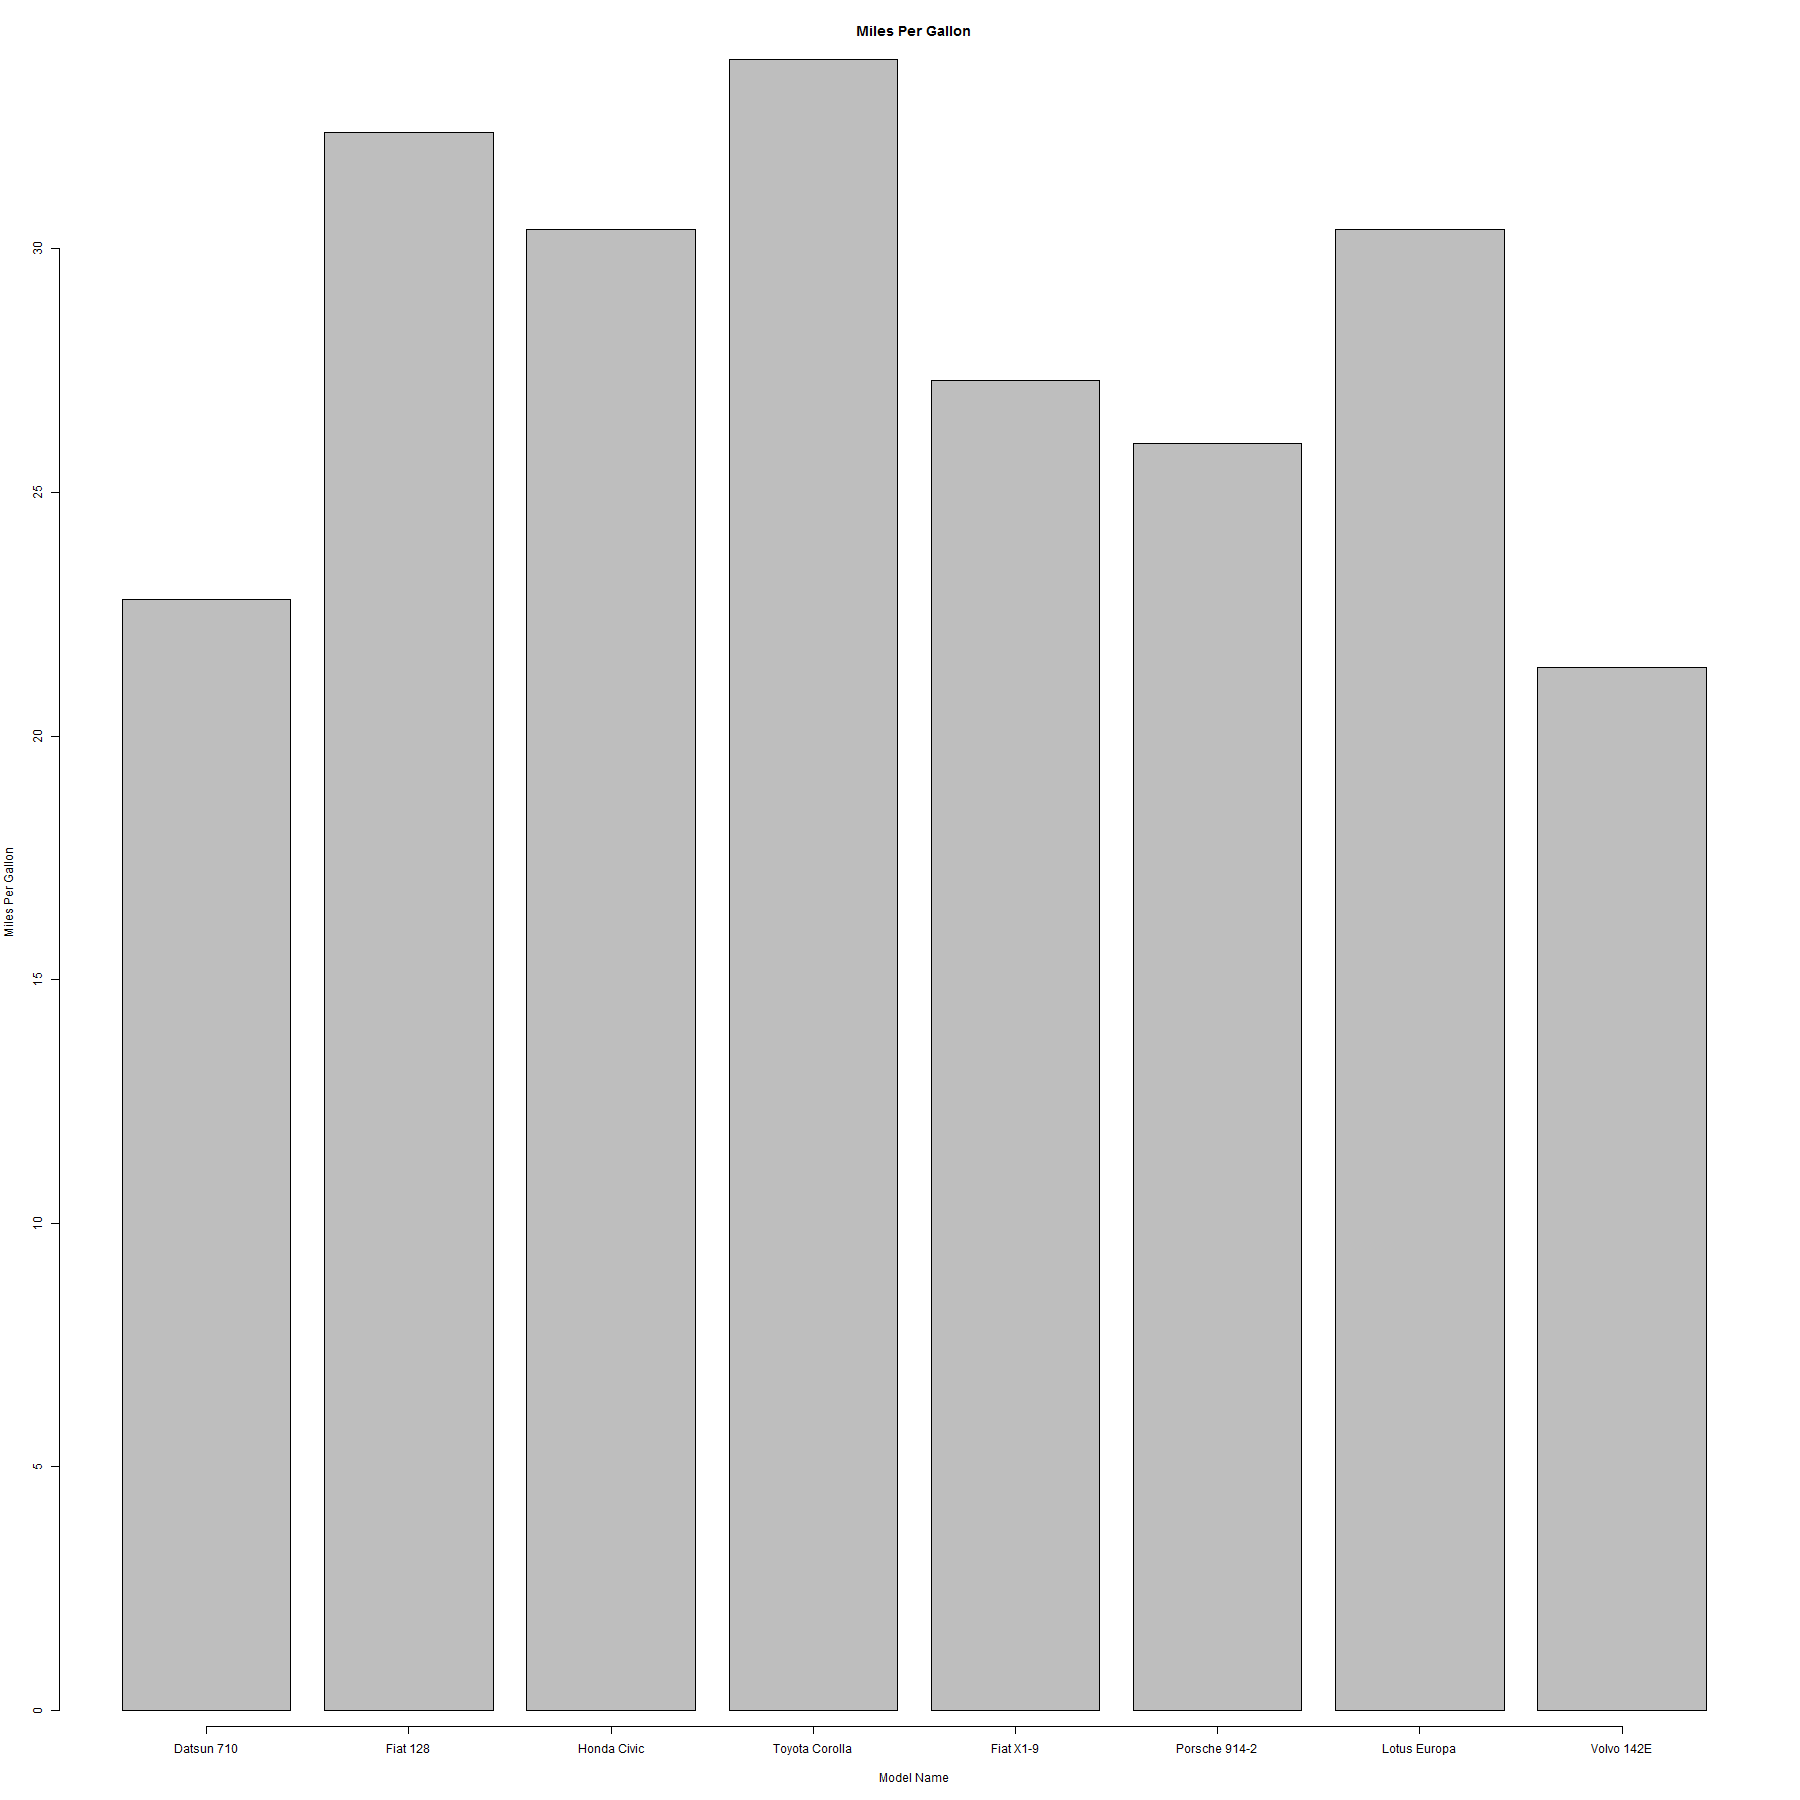 Miles Per Gallon
30
25
20
15
10
5
0
Miles Per Gallon
Datsun 710
Fiat 128
Honda Civic
Toyota Corolla
Fiat X1-9
Porsche 914-2
Lotus Europa
Volvo 142E
Model Name